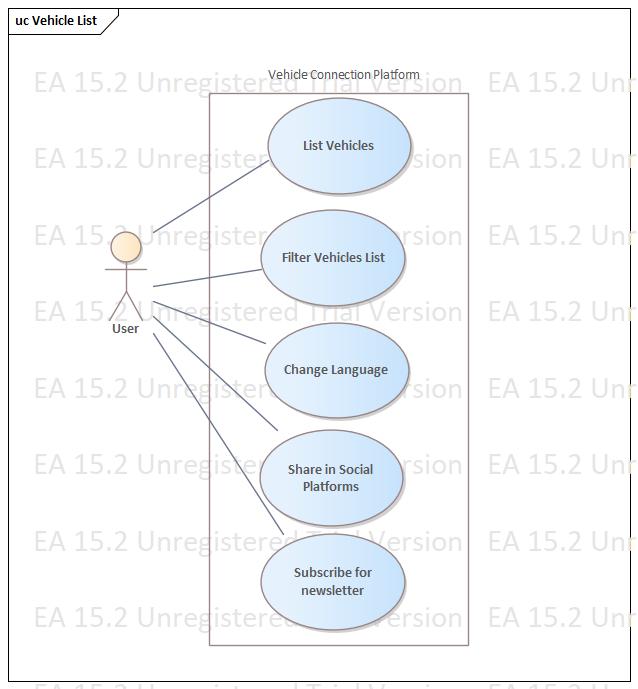 uc Vehicle List
Vehicle Connection Platform
EA 15.2 Unregistered Trial Version EA 15.2 Unr
List Vehicles
EA 15.2 Unregistered Version EA 15.2 Unr
EA 15.2 Unregistered Version EA 15.2 Unr
Filter Vehicles List
EA 15.2 Unregistered Trial Version EA 15.2 Unr
User
Change Language
EA 15.2 Unregistered Version EA 15.2 Unr
EA 15.2 Unregistered Version EA 15.2 Unr
Share in Social
Platforms
EA 15.2 Unregistered Trial Version EA 15.2 Unr
Subscribe for
newsletter
EA 15.2 Unregistered Version EA 15.2 Unr